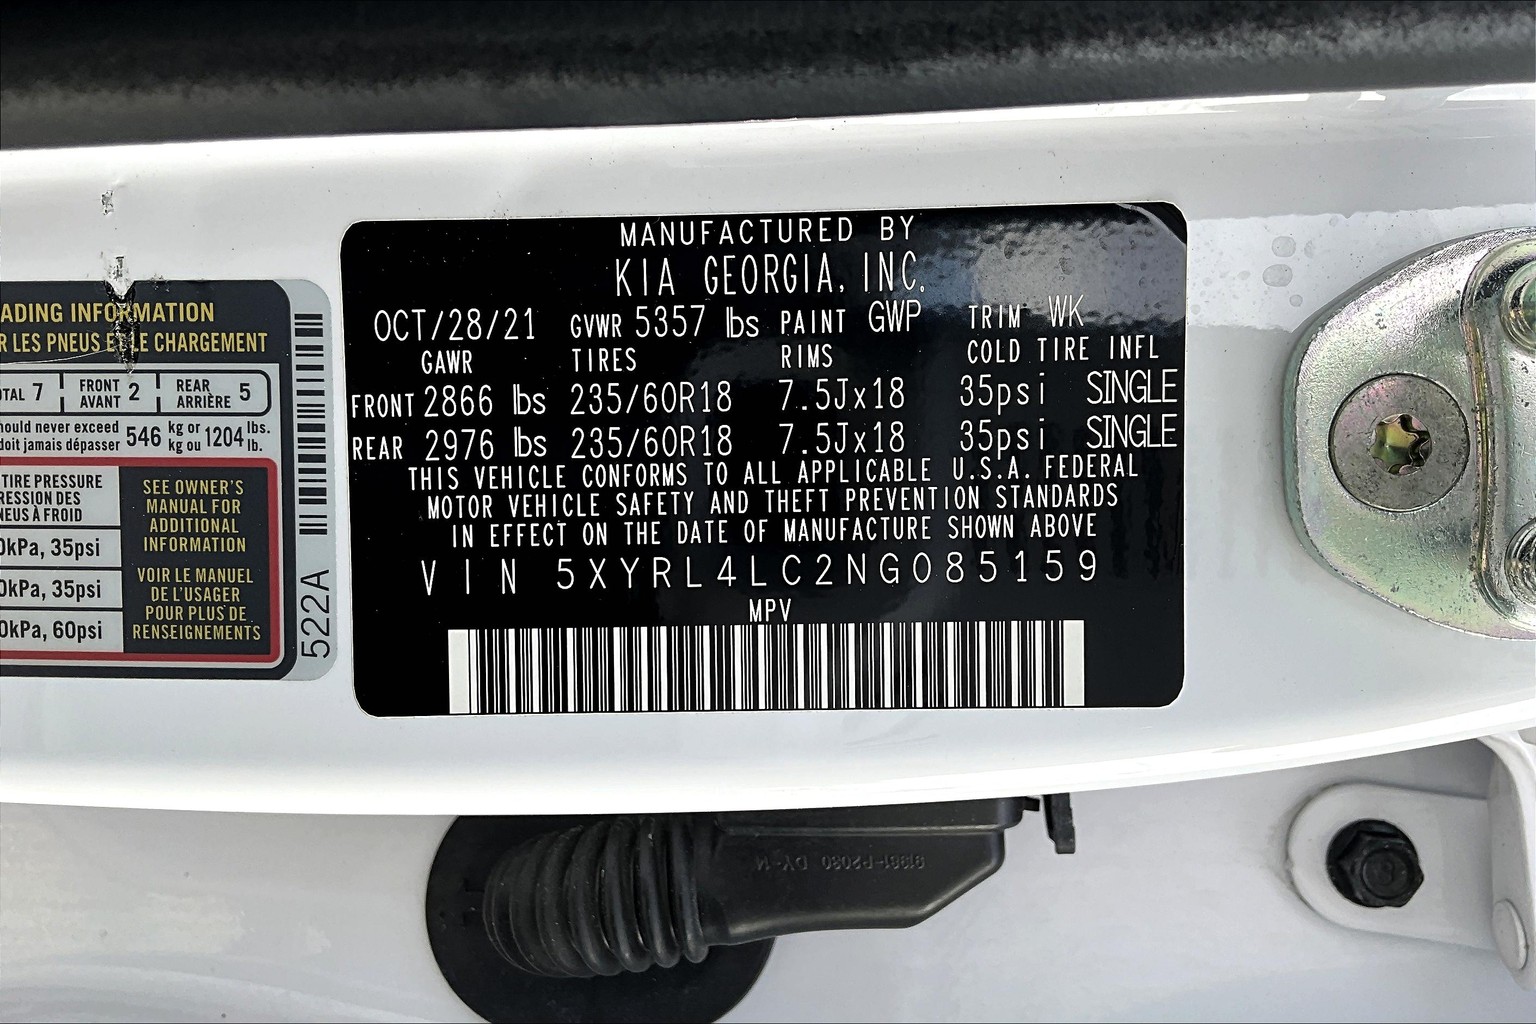 ADING INFORMATION
R LES PNEUS ET LE CHARGEMENT
TAL 7
FRONT 2
AVANT
REAR 5
ARRIÈRE
hould never exceed 546 kg or 1204 lbs.
doit jamais dépasser kg ou lb.
TIRE PRESSURE
RESSION DES
NEUS À FROID
0kPa, 35psi
0kPa, 35psi
0kPa, 60psi
SEE OWNER'S
MANUAL FOR
ADDITIONAL
INFORMATION
VOIR LE MANUEL
DE L'USAGER
POUR PLUS DE
RENSEIGNEMENTS
522A
MANUFACTURED BY
KIA GEORGIA, INC.
OCT/28/21 GVWR 5357 lbs PAINT GWP TRIM WK
GAWR TIRES RIMS COLD TIRE INFL
FRONT 2866 lbs 235/60R18 7.5Jx18 35psi SINGLE
REAR 2976 lbs 235/60R18 7.5Jx18 35psi SINGLE
THIS VEHICLE CONFORMS TO ALL APPLICABLE U.S.A. FEDERAL
MOTOR VEHICLE SAFETY AND THEFT PREVENTION STANDARDS
IN EFFECT ON THE DATE OF MANUFACTURE SHOWN ABOVE
VIN 5XYRL4LC2NG085159
MPV
91981-P2080 DY-M